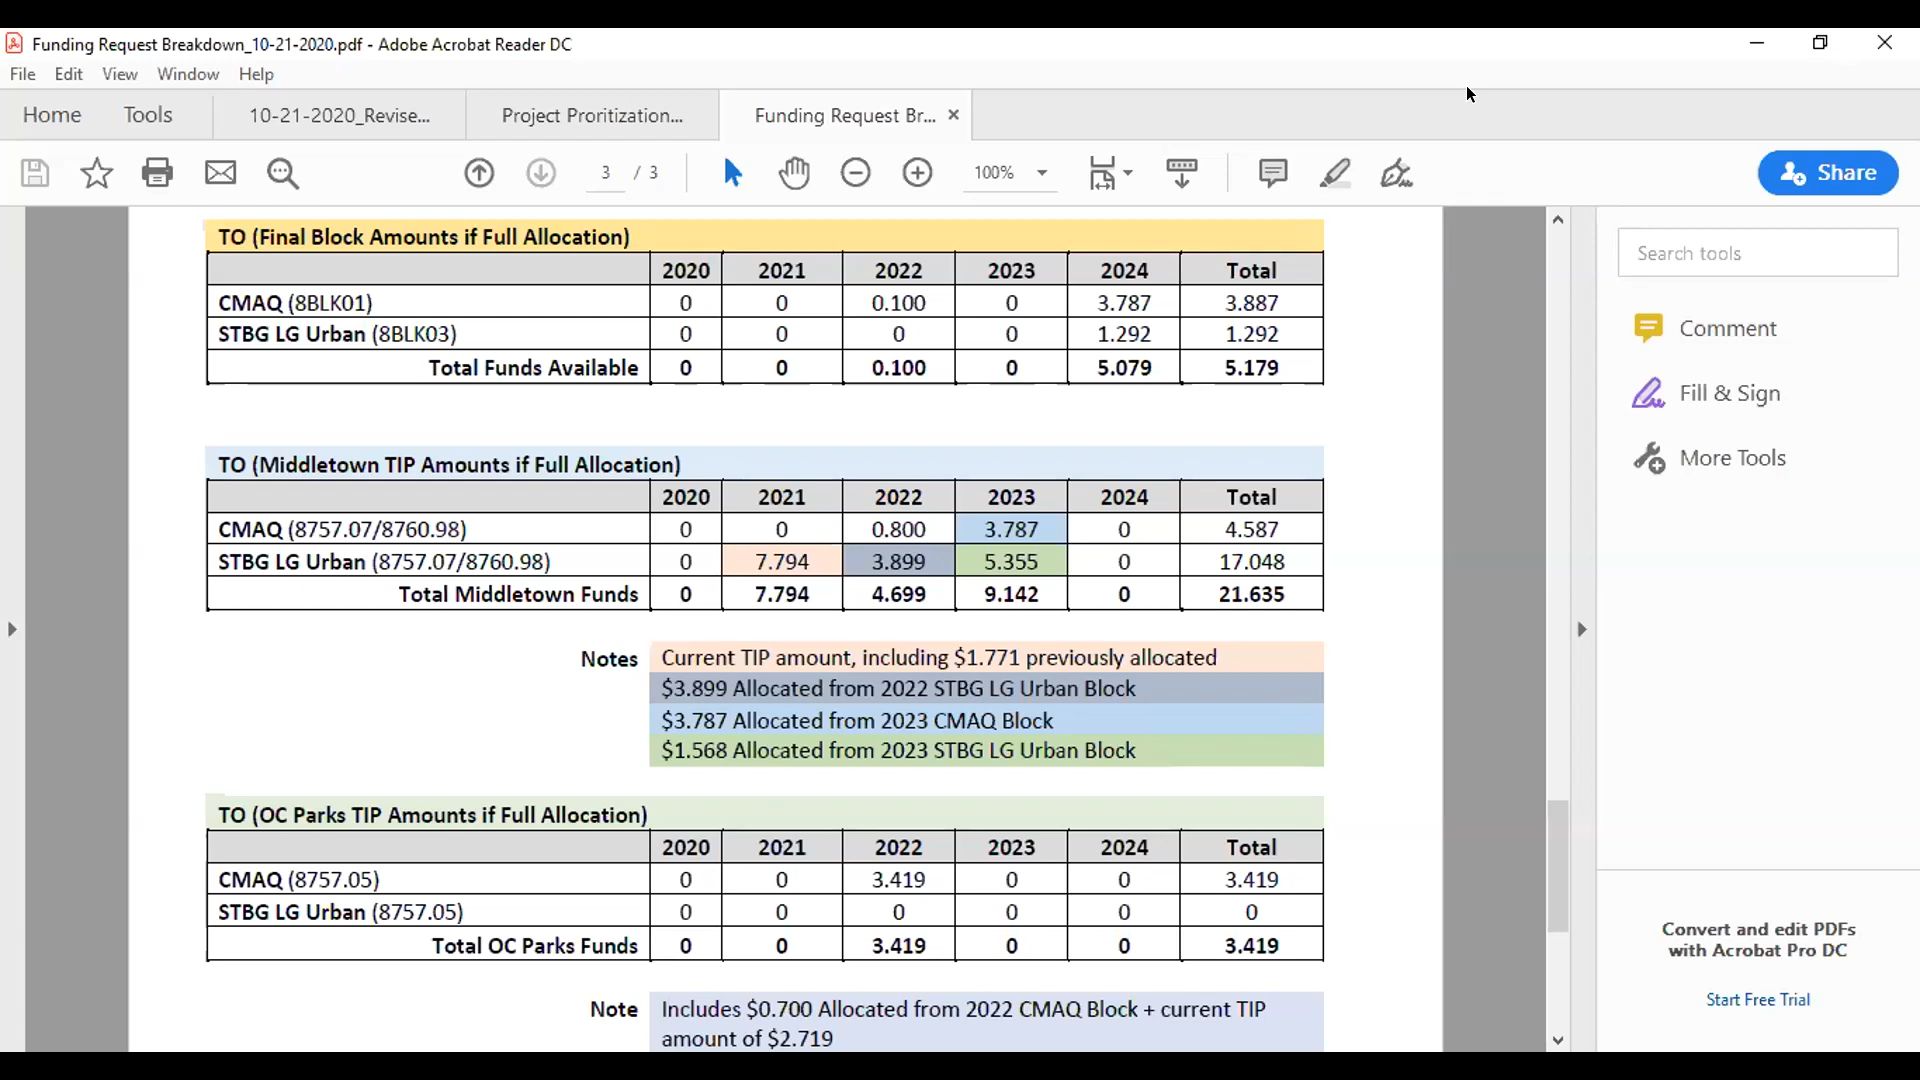 Funding Request Breakdown_10-21-2020.pdf - Adobe Acrobat Reader DC
File Edit View Window Help
Home Tools 10-21-2020_Revise... Project Proritization... Funding Request Br...
3 / 3 100% Share
TO (Final Block Amounts if Full Allocation)
2020 2021 2022 2023 2024 Total
CMAQ (8BLK01) 0 0 0.100 0 3.787 3.887
STBG LG Urban (8BLK03) 0 0 0 0 1.292 1.292
Total Funds Available 0 0 0.100 0 5.079 5.179
TO (Middletown TIP Amounts if Full Allocation)
2020 2021 2022 2023 2024 Total
CMAQ (8757.07/8760.98) 0 0 0.800 3.787 0 4.587
STBG LG Urban (8757.07/8760.98) 0 7.794 3.899 5.355 0 17.048
Total Middletown Funds 0 7.794 4.699 9.142 0 21.635
Notes Current TIP amount, including $1.771 previously allocated
$3.899 Allocated from 2022 STBG LG Urban Block
$3.787 Allocated from 2023 CMAQ Block
$1.568 Allocated from 2023 STBG LG Urban Block
TO (OC Parks TIP Amounts if Full Allocation)
2020 2021 2022 2023 2024 Total
CMAQ (8757.05) 0 0 3.419 0 0 3.419
STBG LG Urban (8757.05) 0 0 0 0 0 0
Total OC Parks Funds 0 0 3.419 0 0 3.419
Note Includes $0.700 Allocated from 2022 CMAQ Block + current TIP
amount of $2.719
Search tools
Comment
Fill & Sign
More Tools
Convert and edit PDFs
with Acrobat Pro DC
Start Free Trial